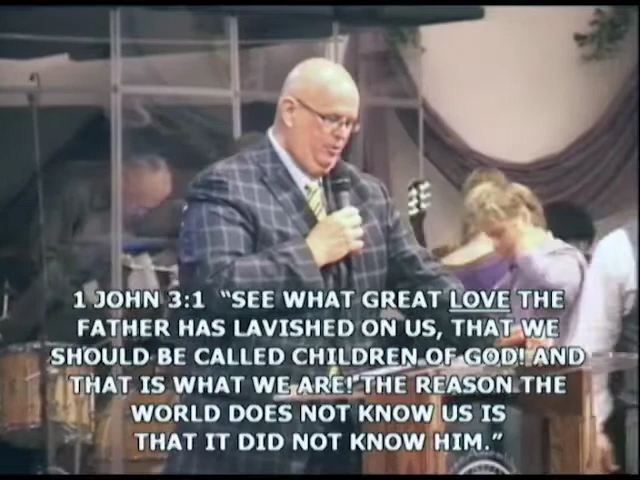 1 JOHN 3:1 “SEE WHAT GREAT LOVE THE
FATHER HAS LAVISHED ON US, THAT WE
SHOULD BE CALLED CHILDREN OF GOD! AND
THAT IS WHAT WE ARE! THE REASON THE
WORLD DOES NOT KNOW US IS
THAT IT DID NOT KNOW HIM.”